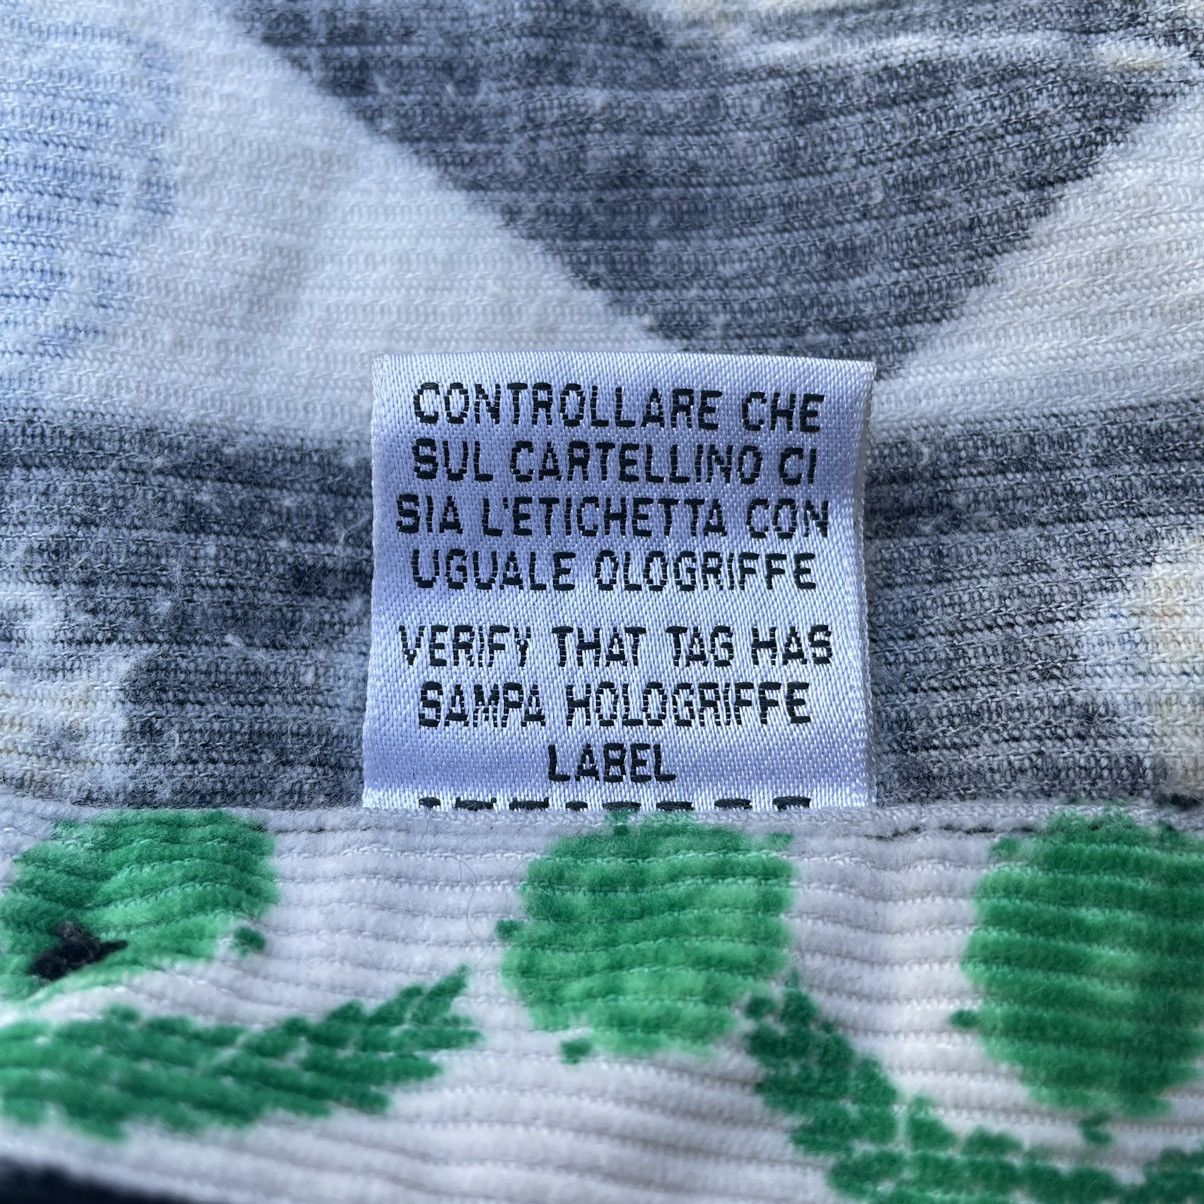 CONTROLLARE CHE
SUL CARTELLINO CI
SIA L'ETICHETTA CON
UGUALE OLOGRIFFE
VERIFY THAT TAG HAS
SAMPA HOLOGRIFFE
LABEL